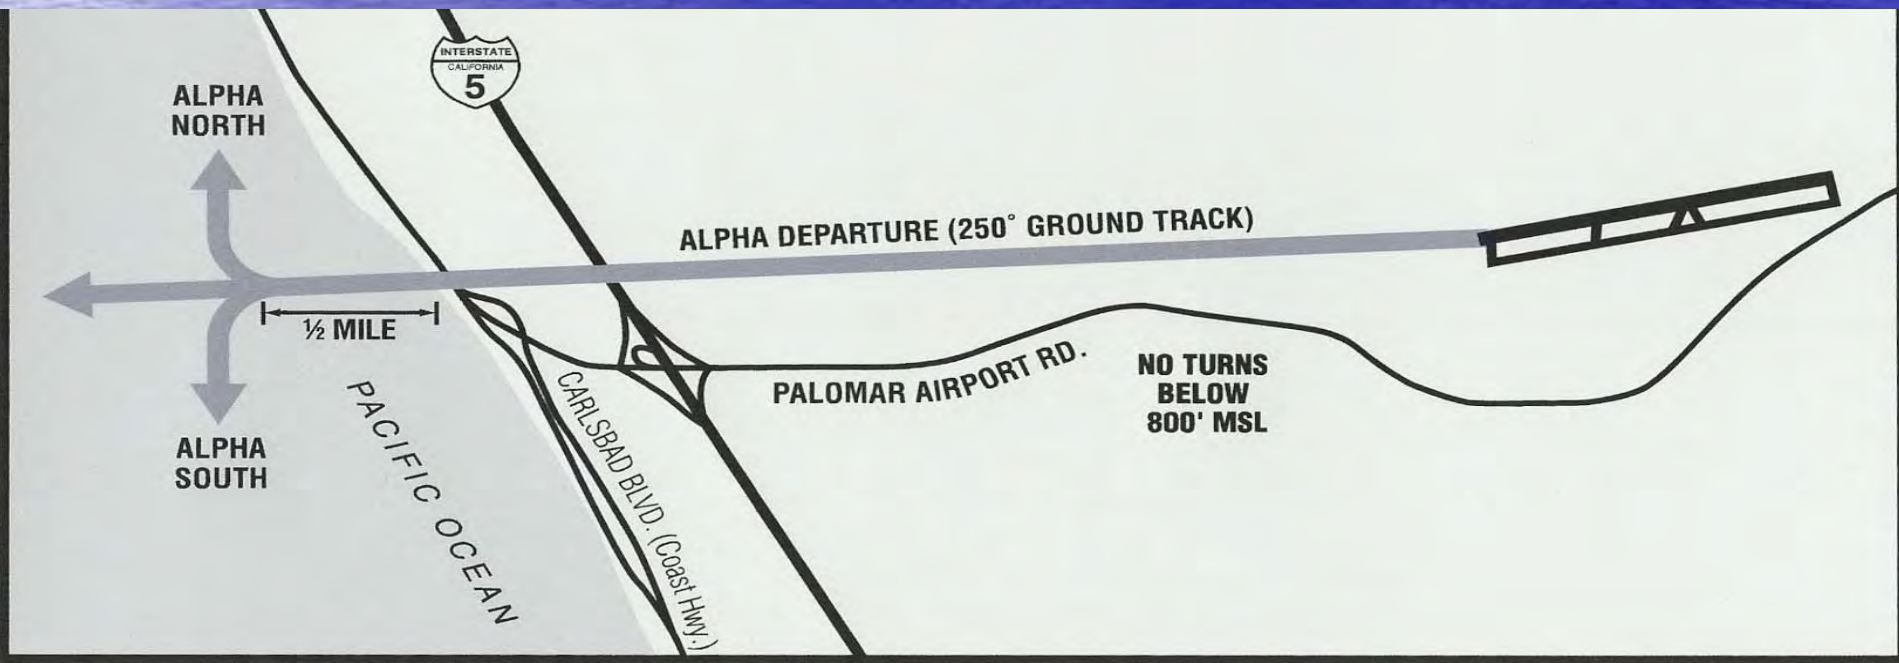 INTERSTATE
CALIFORNIA
5
ALPHA
NORTH
ALPHA DEPARTURE (250° GROUND TRACK)
½ MILE
PALOMAR AIRPORT RD.
NO TURNS
BELOW
800' MSL
ALPHA
SOUTH
PACIFIC OCEAN
CARLSBAD BLVD. (Coast Hwy.)